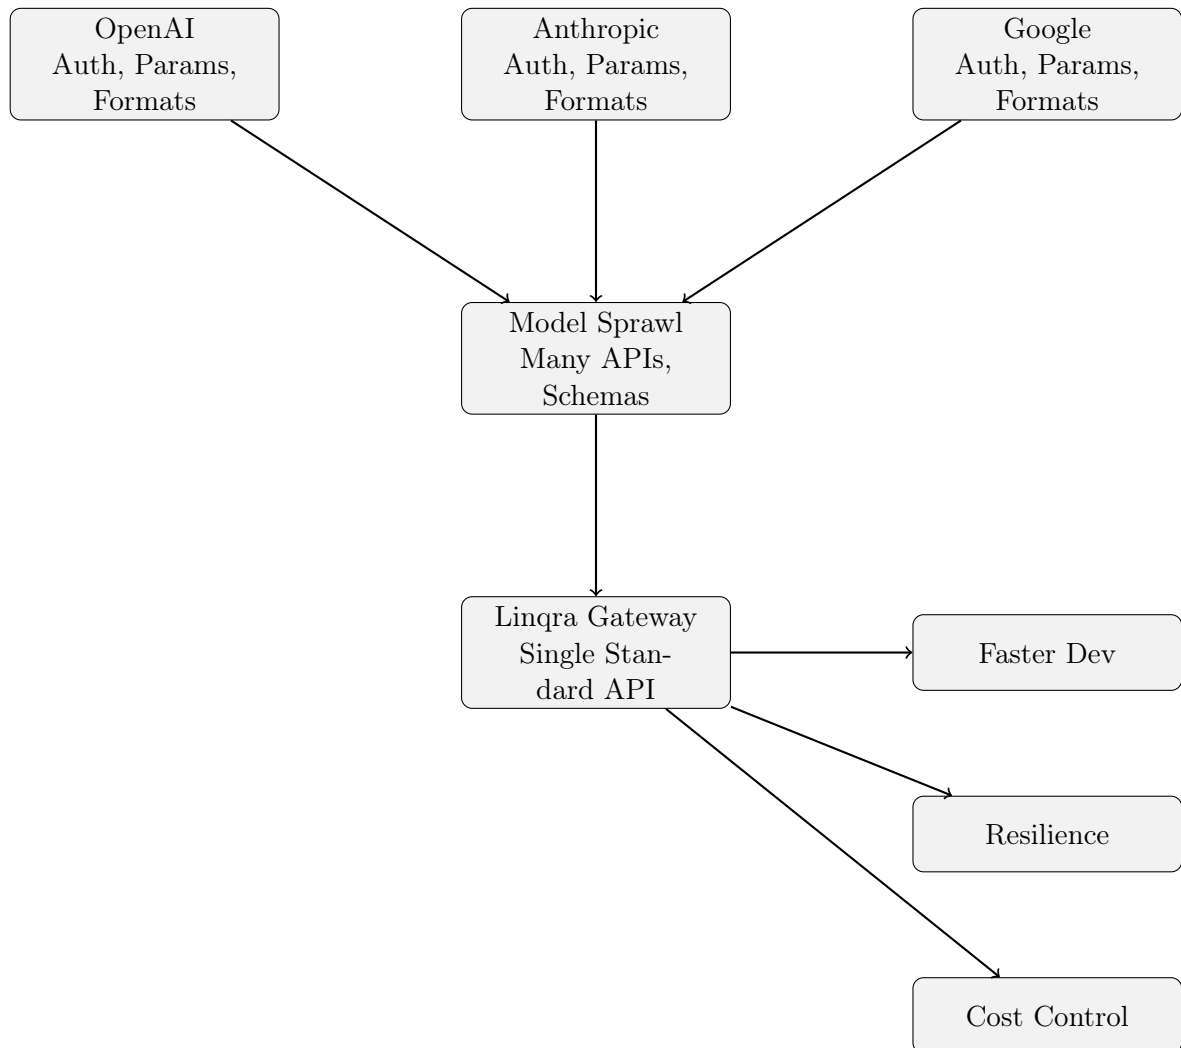 OpenAI
Auth, Params,
Formats
Anthropic
Auth, Params,
Formats
Google
Auth, Params,
Formats
Model Sprawl
Many APIs,
Schemas
Linqra Gateway
Single Stan-
dard API
Faster Dev
Resilience
Cost Control